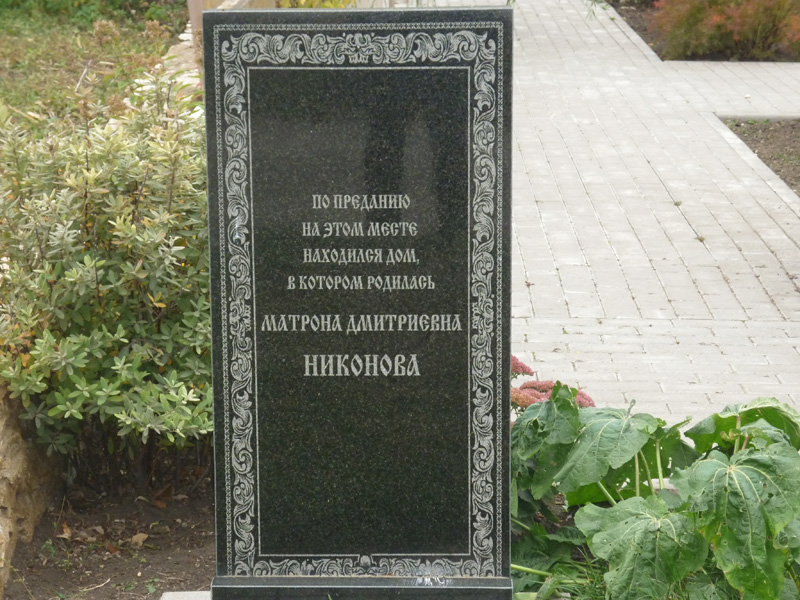 ПО ПРЕДАНИЮ
НА ЭТОМ МЕСТЕ
НАХОДИЛСЯ ДОМ,
В КОТОРОМ РОДИЛАСЬ
МАТРОНА ДМИТРИЕВНА
НИКОНОВА